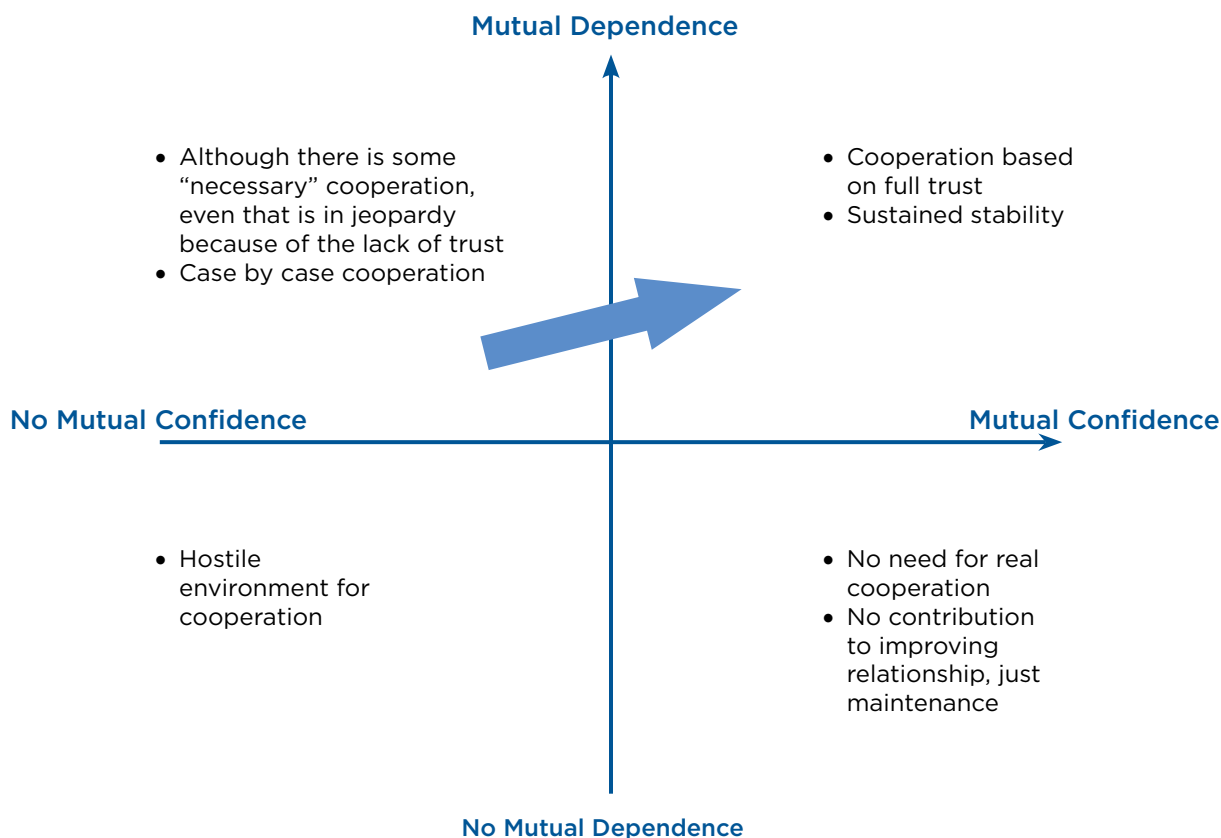 Mutual Dependence
• Although there is some
“necessary” cooperation,
even that is in jeopardy
because of the lack of trust
• Case by case cooperation
• Cooperation based
on full trust
• Sustained stability
No Mutual Confidence
Mutual Confidence
• Hostile
environment for
cooperation
• No need for real
cooperation
• No contribution
to improving
relationship, just
maintenance
No Mutual Dependence